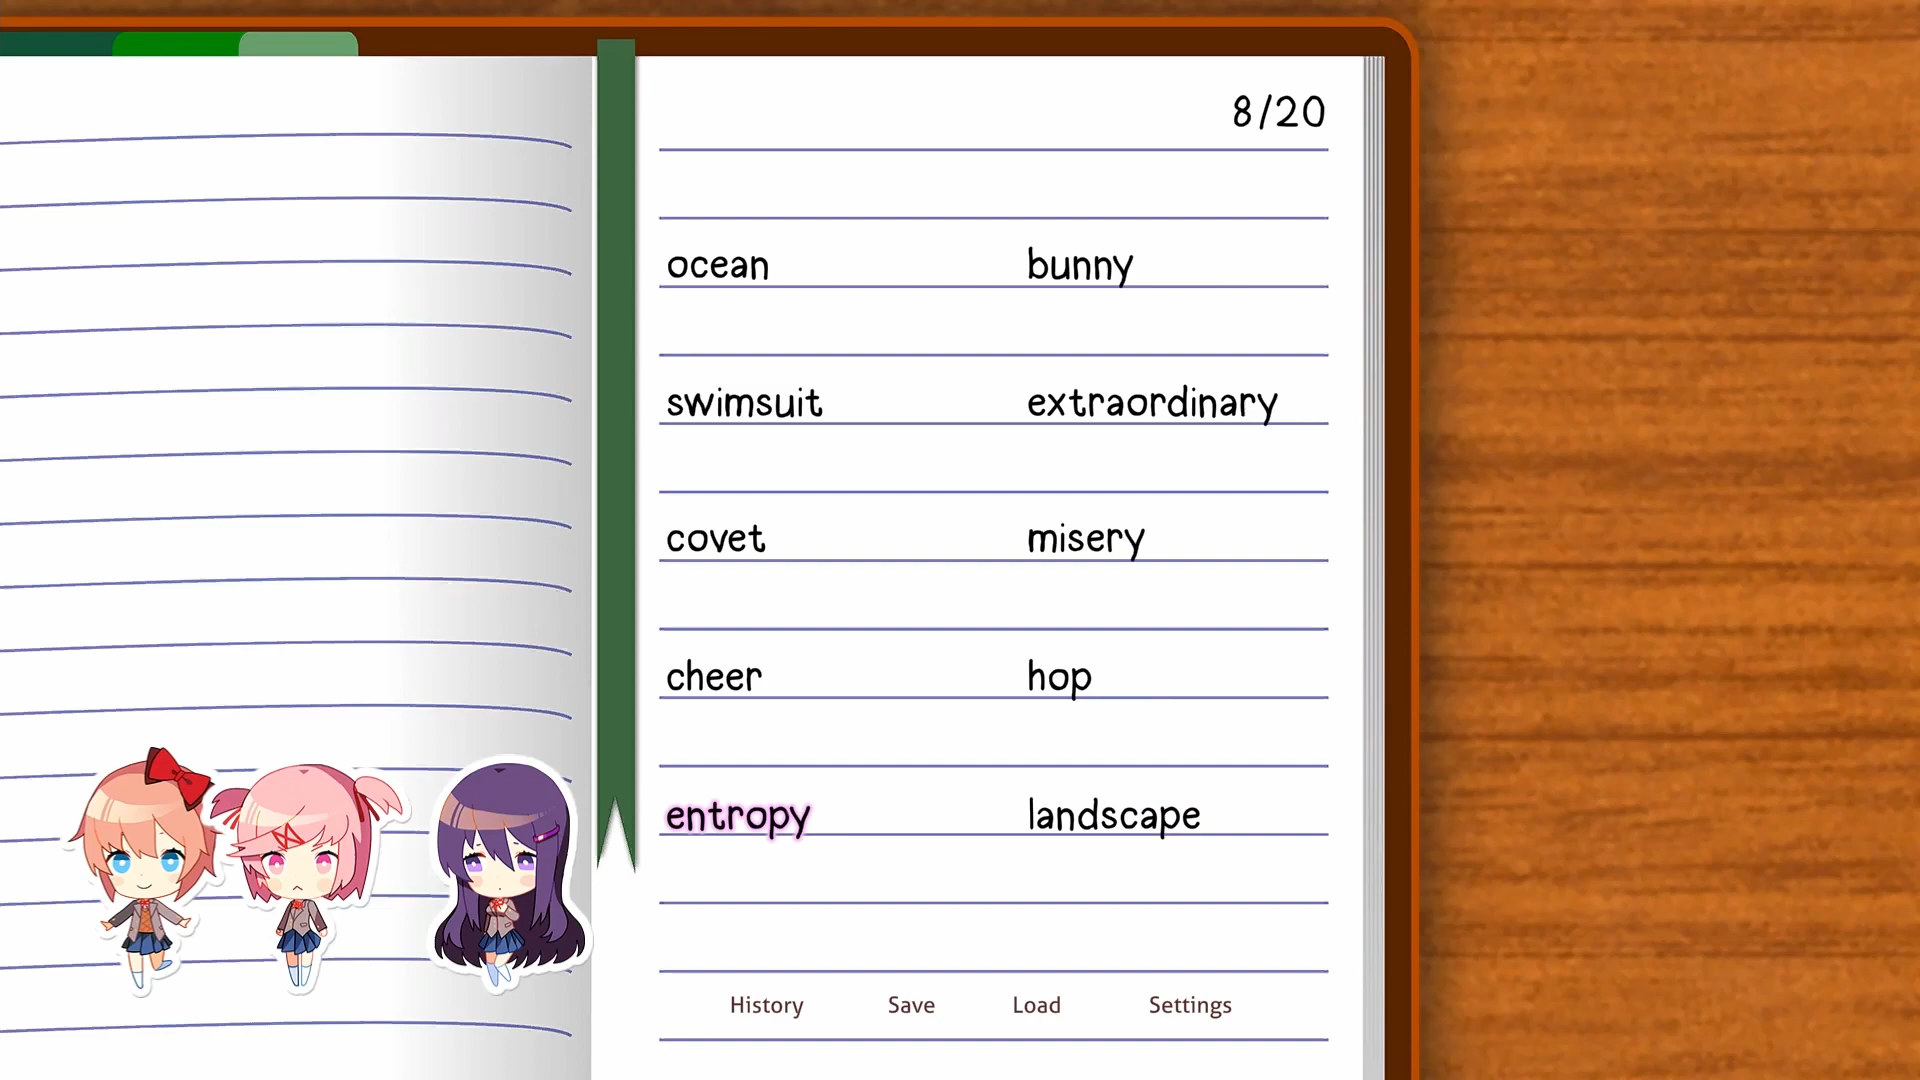 8/20
ocean bunny
swimsuit extraordinary
covet misery
cheer hop
entropy landscape
History Save Load Settings